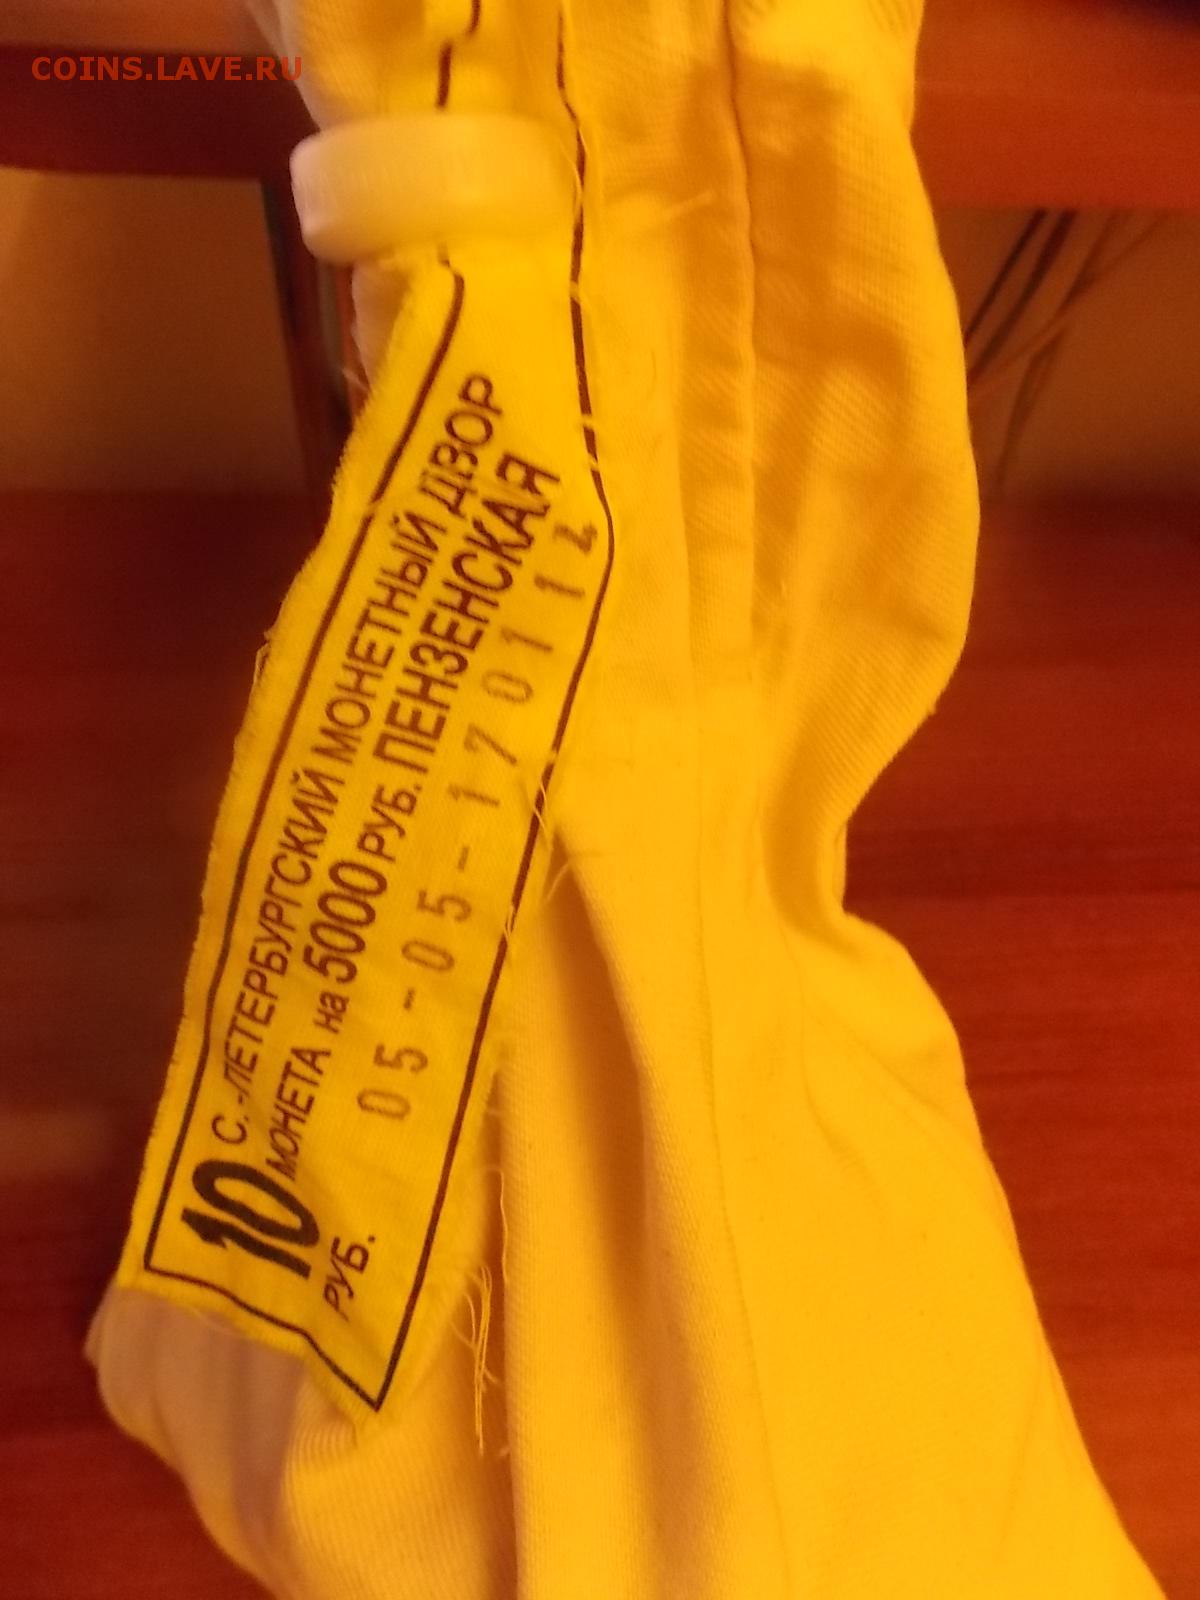 COINS.LAVE.RU
С.-ПЕТЕРБУРГСКИЙ МОНЕТНЫЙ ДВОР
10 МОНЕТА на 5000 РУБ. ПЕНЗЕНСКАЯ
РУБ. 05-05-170114